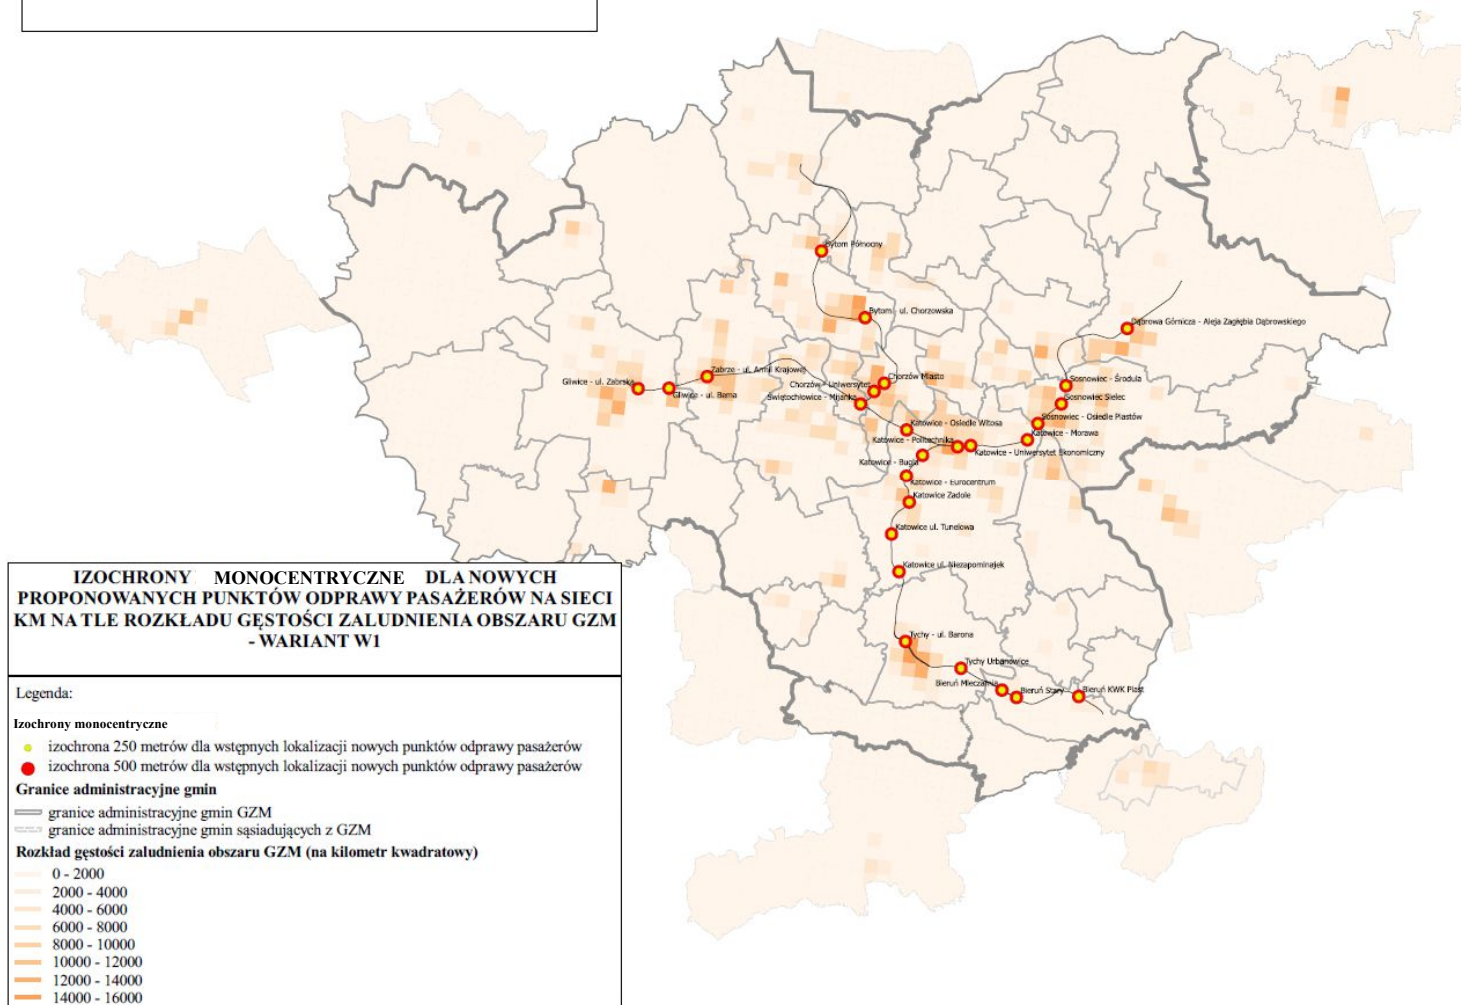 Bytom Północny
Bytom - ul. Chorzowska
Dąbrowa Górnicza - Aleja Zagłębia Dąbrowskiego
Zabrze - ul. Armii Krajowej
Gliwice - ul. Zabrska
Gliwice - ul. Bema
Chorzów Miasto
Chorzów - Uniwersytet
Świętochłowice - Mijanka
Sosnowiec - Środula
Sosnowiec Sielec
Sosnowiec - Osiedle Piastów
Katowice - Osiedle Witosa
Katowice - Morawa
Katowice - Politechnika
Katowice - Uniwersytet Ekonomiczny
Katowice - Bugla
Katowice - Eurocentrum
Katowice Zadole
Katowice ul. Tunelowa
Katowice ul. Niezapominajek
Tychy - ul. Barona
Tychy Urbanowice
Bieruń Mleczarnia
Bieruń Stary
Bieruń KWK Piast
IZOCHRONY MONOCENTRYCZNE DLA NOWYCH
PROPONOWANYCH PUNKTÓW ODPRAWY PASAŻERÓW NA SIECI
KM NA TLE ROZKŁADU GĘSTOŚCI ZALUDNIENIA OBSZARU GZM
- WARIANT W1
Legenda:
Izochrony monocentryczne
izochrona 250 metrów dla wstępnych lokalizacji nowych punktów odprawy pasażerów
izochrona 500 metrów dla wstępnych lokalizacji nowych punktów odprawy pasażerów
Granice administracyjne gmin
granice administracyjne gmin GZM
granice administracyjne gmin sąsiadujących z GZM
Rozkład gęstości zaludnienia obszaru GZM (na kilometr kwadratowy)
0 - 2000
2000 - 4000
4000 - 6000
6000 - 8000
8000 - 10000
10000 - 12000
12000 - 14000
14000 - 16000